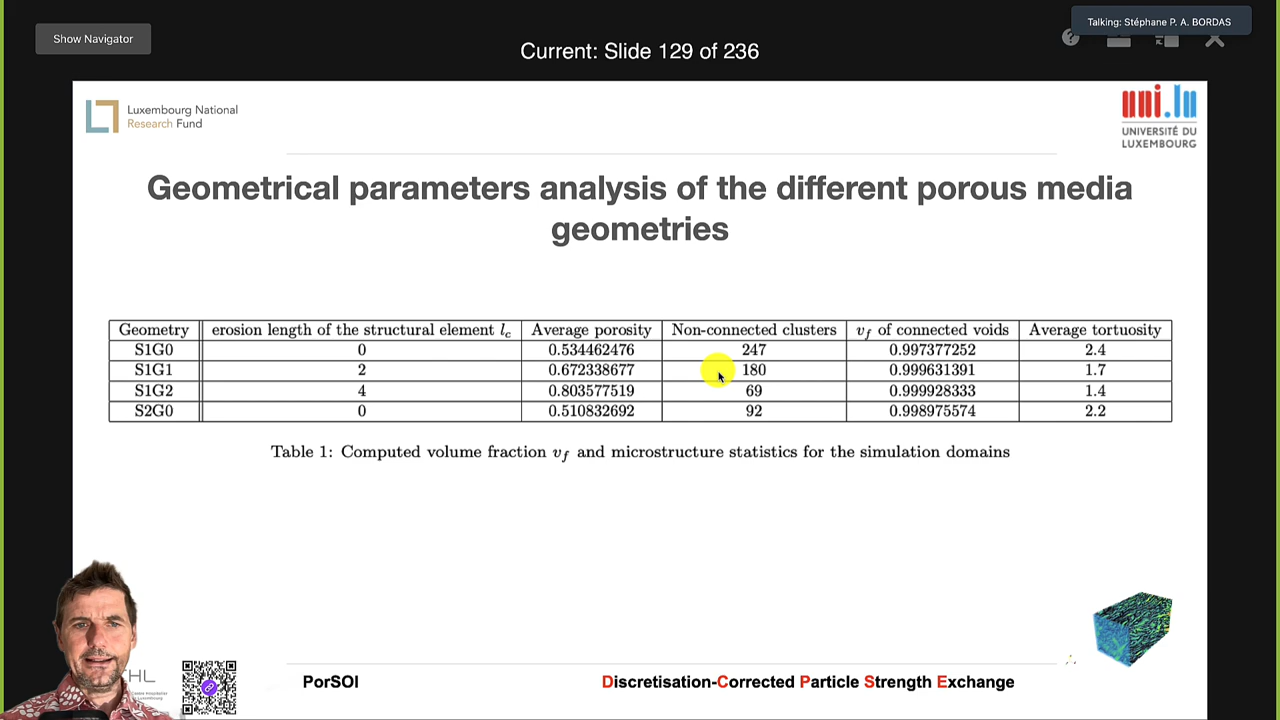 Talking: Stéphane P. A. BORDAS
Show Navigator
Current: Slide 129 of 236
Luxembourg National
Research Fund
uni.lu
UNIVERSITÉ DU
LUXEMBOURG
Geometrical parameters analysis of the different porous media
geometries
Geometry erosion length of the structural element l_c Average porosity Non-connected clusters v_f of connected voids Average tortuosity
S1G0 0 0.534462476 247 0.997377252 2.4
S1G1 2 0.672338677 180 0.999631391 1.7
S1G2 4 0.803577519 69 0.999928333 1.4
S2G0 0 0.510832692 92 0.998975574 2.2
Table 1: Computed volume fraction v_f and microstructure statistics for the simulation domains
PorSOI
Discretisation-Corrected Particle Strength Exchange